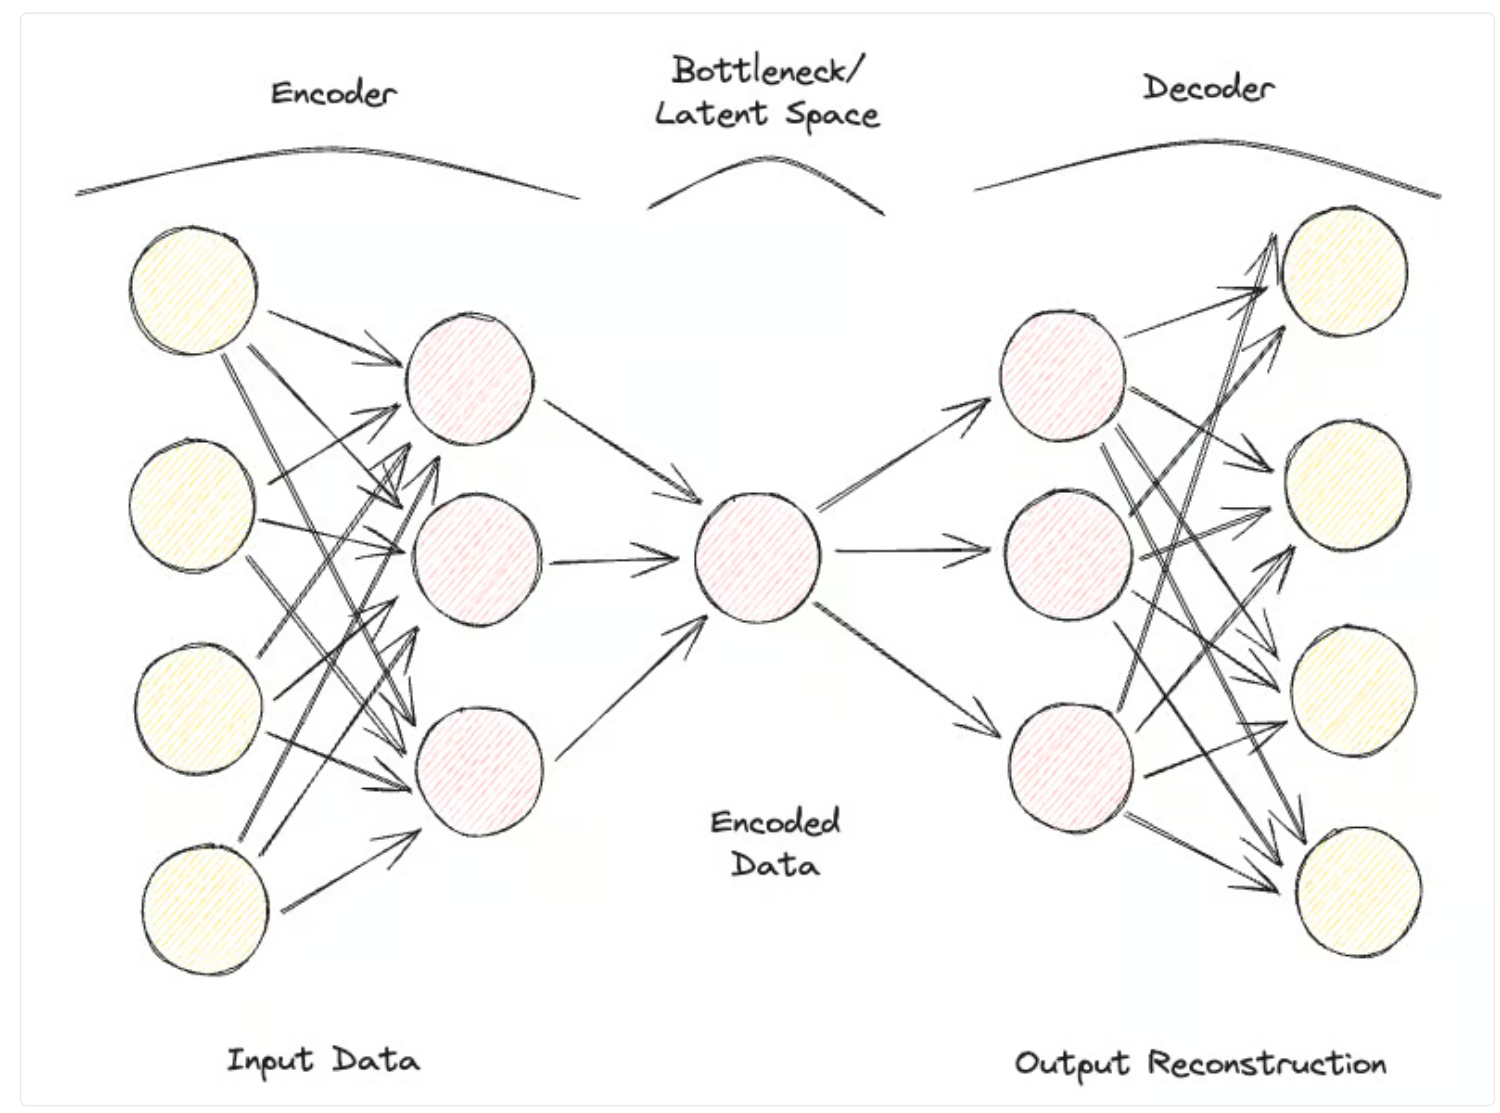 Encoder
Bottleneck/
Latent Space
Decoder
Encoded
Data
Input Data
Output Reconstruction